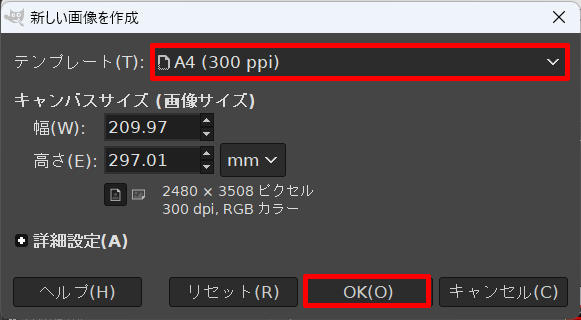 新しい画像を作成
テンプレート(T): A4 (300 ppi)
キャンバスサイズ (画像サイズ)
幅(W): 209.97
高さ(E): 297.01 mm
2480 × 3508 ピクセル
300 dpi, RGB カラー
詳細設定(A)
ヘルプ(H) リセット(R) OK(O) キャンセル(C)